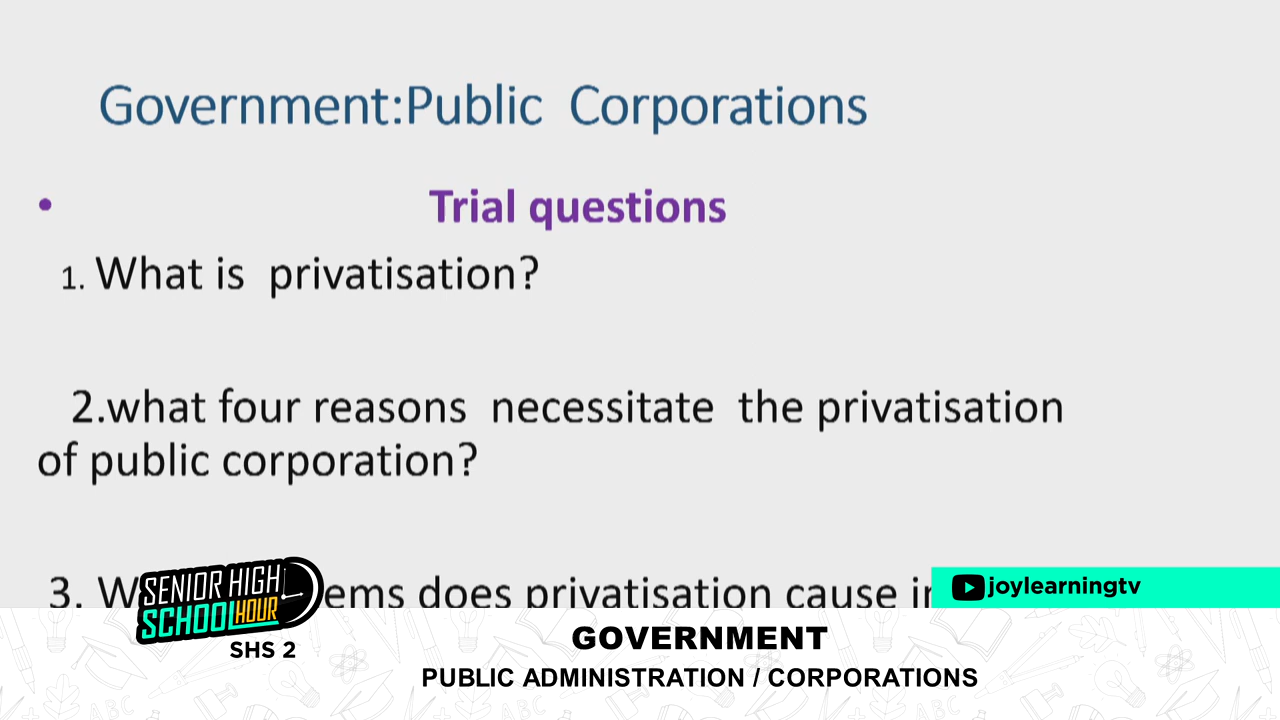 Government:Public Corporations
• Trial questions
1. What is privatisation?
2.what four reasons necessitate the privatisation
of public corporation?
3. does privatisation cause
SENIOR HIGH
SCHOOL HOUR
SHS 2
joylearningtv
GOVERNMENT
PUBLIC ADMINISTRATION / CORPORATIONS